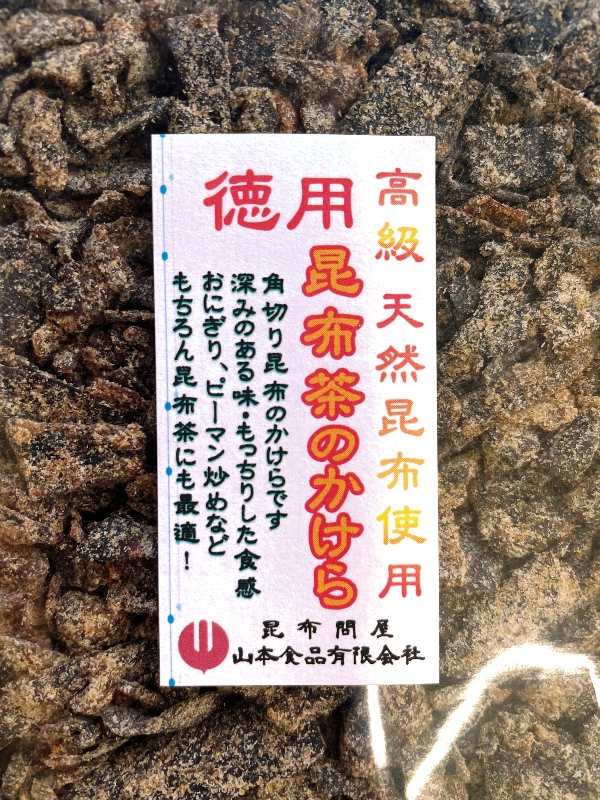 高級 天然昆布使用
徳用
昆布茶のかけら
角切り昆布のかけらです
深みのある味・もっちりした食感
おにぎり、ピーマン炒めなど
もちろん昆布茶にも最適！
昆布問屋
山本食品有限会社